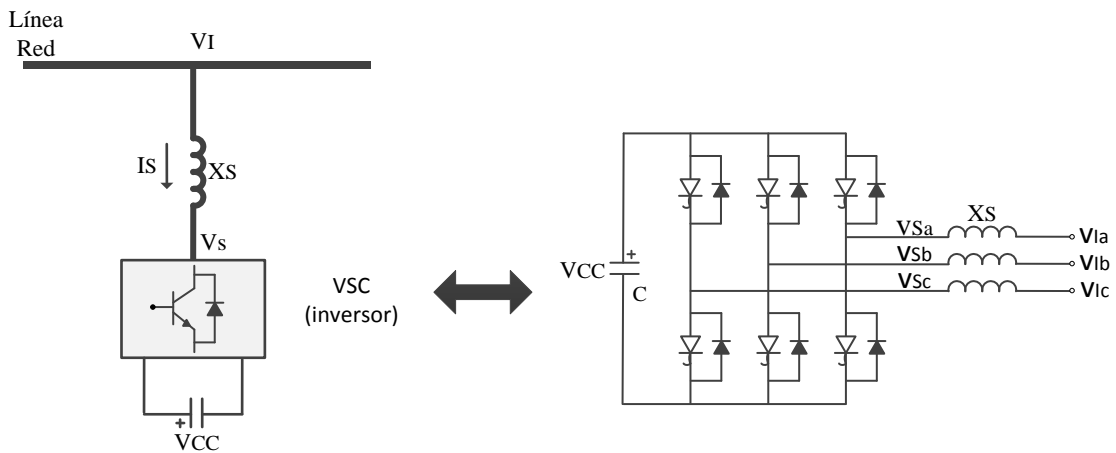 Línea
Red
VI
IS
XS
Vs
VSC
(inversor)
+
VCC
VCC
+
C
VSa
XS
VIa
VSb
VIb
VSc
VIc